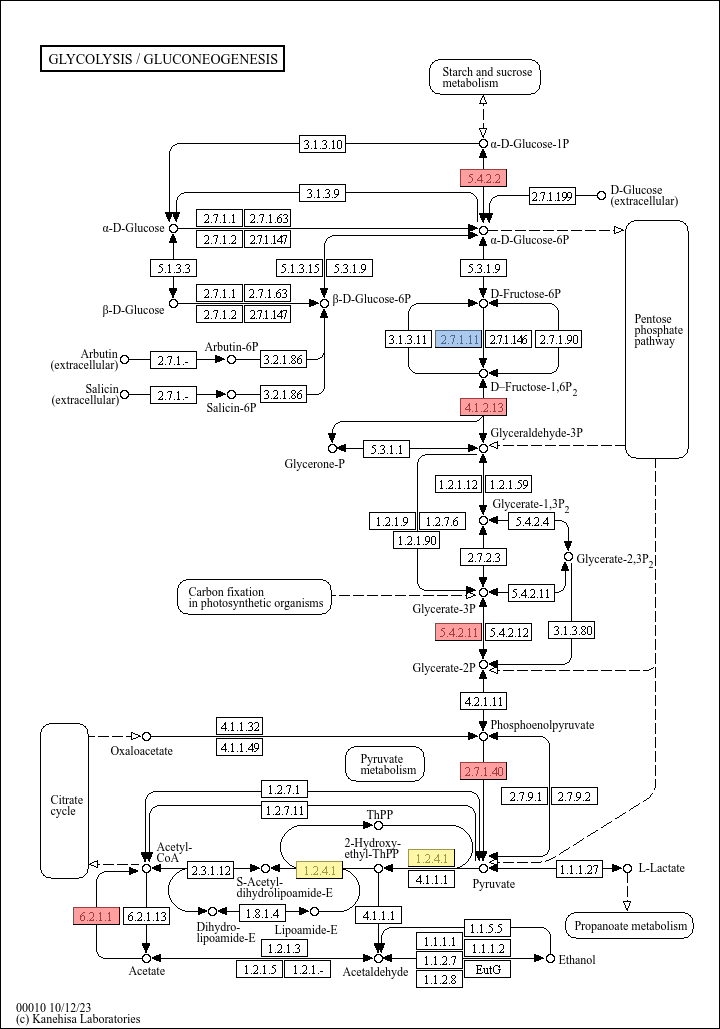 GLYCOLYSIS / GLUCONEOGENESIS
Starch and sucrose
metabolism
3.1.3.10
α-D-Glucose-1P
5.4.2.2
3.1.3.9
2.7.1.199
D-Glucose
(extracellular)
2.7.1.1
2.7.1.63
α-D-Glucose
2.7.1.2
2.7.1.147
α-D-Glucose-6P
5.1.3.3
5.1.3.15
5.3.1.9
5.3.1.9
2.7.1.1
2.7.1.63
β-D-Glucose
2.7.1.2
2.7.1.147
β-D-Glucose-6P
D-Fructose-6P
Pentose
phosphate
pathway
3.1.3.11
2.7.1.11
2.7.1.146
2.7.1.90
Arbutin
(extracellular)
2.7.1.-
Arbutin-6P
3.2.1.86
D-Fructose-1,6P2
Salicin
(extracellular)
2.7.1.-
Salicin-6P
3.2.1.86
4.1.2.13
Glyceraldehyde-3P
5.3.1.1
Glycerone-P
1.2.1.12
1.2.1.59
Glycerate-1,3P2
1.2.1.9
1.2.7.6
5.4.2.4
1.2.1.90
2.7.2.3
Glycerate-2,3P2
Carbon fixation
in photosynthetic organisms
5.4.2.11
Glycerate-3P
5.4.2.11
5.4.2.12
3.1.3.80
Glycerate-2P
4.2.1.11
4.1.1.32
Phosphoenolpyruvate
Oxaloacetate
4.1.1.49
Pyruvate
metabolism
2.7.1.40
Citrate
cycle
1.2.7.1
2.7.9.1
2.7.9.2
1.2.7.11
ThPP
Acetyl-
CoA
2-Hydroxy-
ethyl-ThPP
1.2.4.1
2.3.1.12
1.2.4.1
4.1.1.1
Pyruvate
1.1.1.27
L-Lactate
S-Acetyl-
dihydrolipoamide-E
6.2.1.1
6.2.1.13
1.8.1.4
4.1.1.1
Dihydro-
lipoamide-E
Lipoamide-E
Propanoate metabolism
1.1.5.5
1.1.1.1
1.1.1.2
1.2.1.3
1.1.2.7
Ethanol
Acetate
1.2.1.5
1.2.1.-
Acetaldehyde
EutG
1.1.2.8
00010 10/12/23
(c) Kanehisa Laboratories